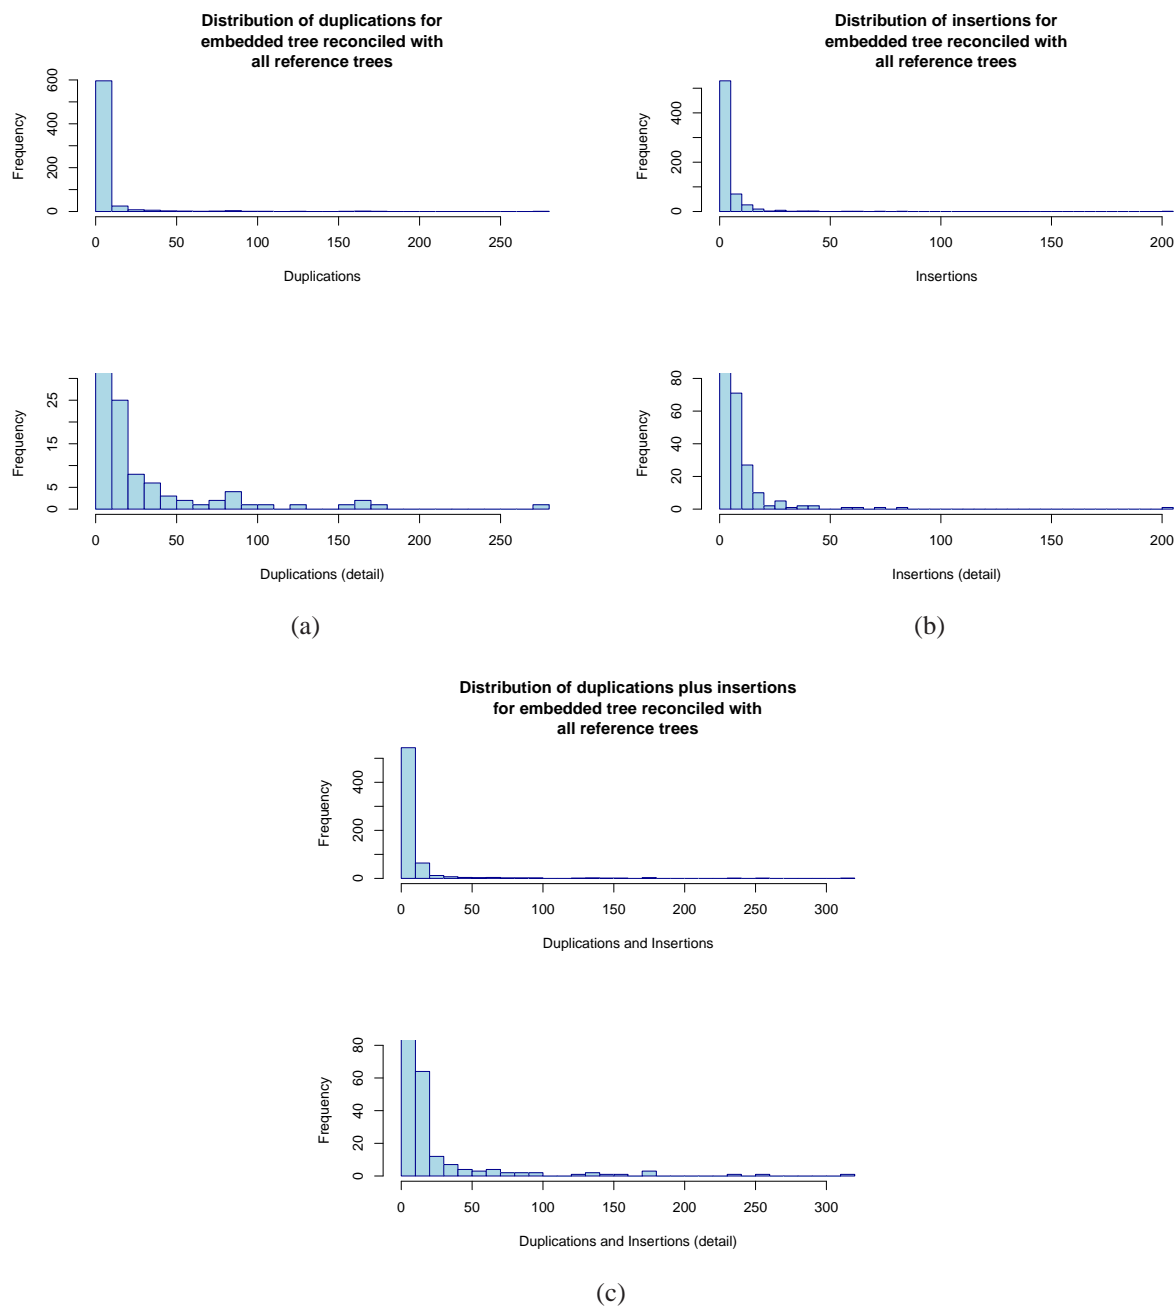 Distribution of duplications for
embedded tree reconciled with
all reference trees
Frequency
0
200
400
600
0 50 100 150 200 250
Duplications
Frequency
0
5
15
25
0 50 100 150 200 250
Duplications (detail)
(a)
Distribution of insertions for
embedded tree reconciled with
all reference trees
Frequency
0
200
400
0 50 100 150 200
Insertions
Frequency
0
20
40
60
80
0 50 100 150 200
Insertions (detail)
(b)
Distribution of duplications plus insertions
for embedded tree reconciled with
all reference trees
Frequency
0
200
400
0 50 100 150 200 250 300
Duplications and Insertions
Frequency
0
20
40
60
80
0 50 100 150 200 250 300
Duplications and Insertions (detail)
(c)